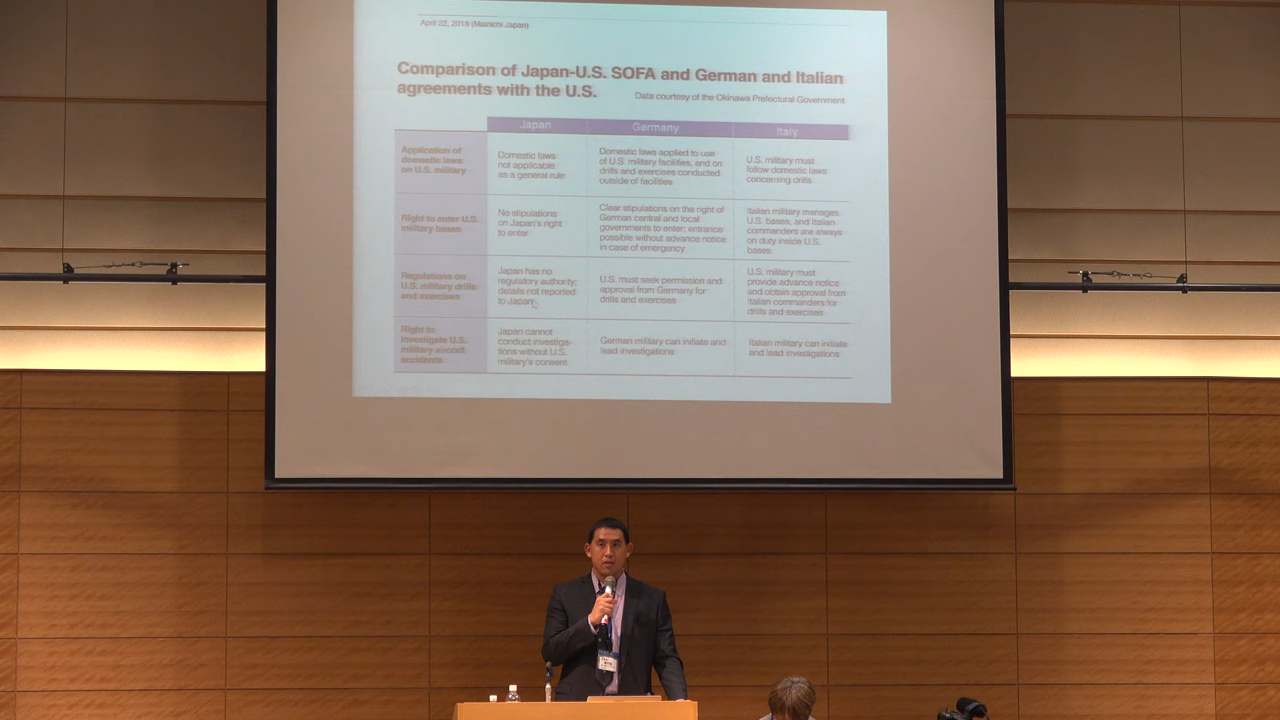 April 22, 2018 (Mainichi Japan)
Comparison of Japan-U.S. SOFA and German and Italian
agreements with the U.S.
Data courtesy of the Okinawa Prefectural Government
Japan
Germany
Italy
Application of
domestic laws
on U.S. military
Domestic laws
not applicable
as a general rule
Domestic laws applied to use
of U.S. military facilities, and on
drills and exercises conducted
outside of facilities
U.S. military must
follow domestic laws
concerning drills
Right to enter U.S.
military bases
No stipulations
on Japan's right
to enter
Clear stipulations on the right of
German central and local
governments to enter; entrance
possible without advance notice
in case of emergency
Italian military manages
U.S. bases, and Italian
commanders are always
on duty inside U.S.
bases
Regulations on
U.S. military drills
and exercises
Japan has no
regulatory authority;
details not reported
to Japan
U.S. must seek permission and
approval from Germany for
drills and exercises
U.S. military must
provide advance notice
and obtain approval from
Italian commanders for
drills and exercises
Right to
investigate U.S.
military aircraft
accidents
Japan cannot
conduct investiga-
tions without U.S.
military's consent
German military can initiate and
lead investigations
Italian military can initiate
and lead investigations